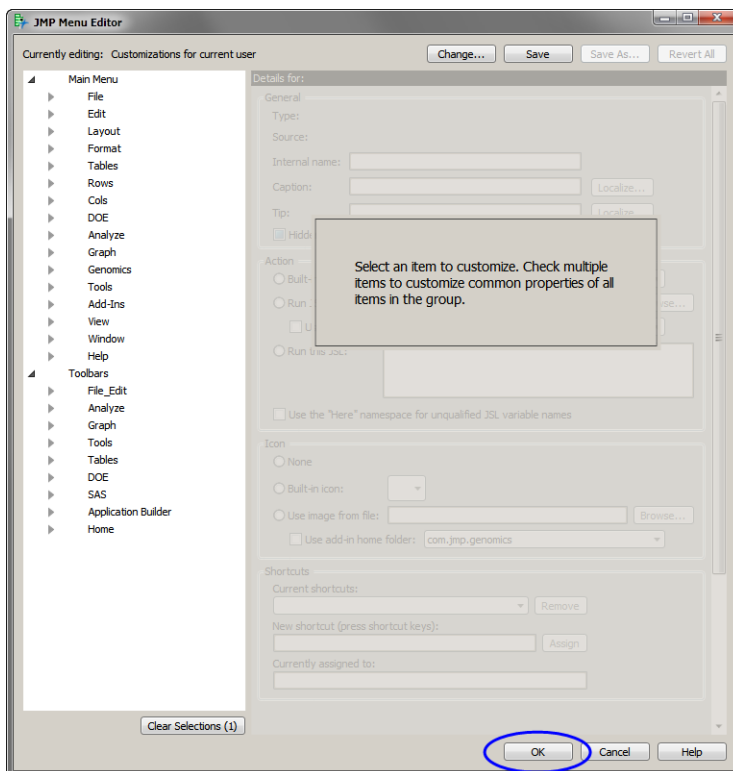 JMP Menu Editor
Currently editing: Customizations for current user
Change...
Save
Save As...
Revert All
Main Menu
File
Edit
Layout
Format
Tables
Rows
Cols
DOE
Analyze
Graph
Genomics
Tools
Add-Ins
View
Window
Help
Toolbars
File_Edit
Analyze
Graph
Tools
Tables
DOE
SAS
Application Builder
Home
Clear Selections (1)
Details for:
General
Type:
Source:
Internal name:
Caption:
Localize...
Tip:
Localize...
Select an item to customize. Check multiple
items to customize common properties of all
items in the group.
Action
Run this JSL:
Use the "Here" namespace for unqualified JSL variable names
Icon
None
Built-in icon:
Use image from file:
Browse...
Use add-in home folder: com.jmp.genomics
Shortcuts
Current shortcuts:
Remove
New shortcut (press shortcut keys):
Assign
Currently assigned to:
OK
Cancel
Help